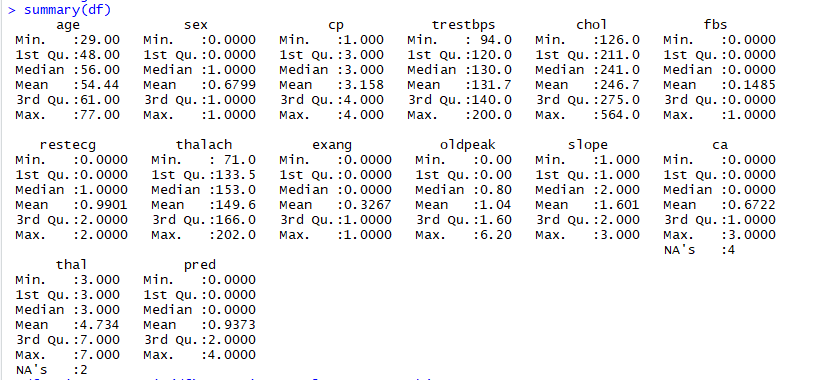 > summary(df)
age sex cp trestbps chol fbs
Min. :29.00 Min. :0.0000 Min. :1.000 Min. : 94.0 Min. :126.0 Min. :0.0000
1st Qu.:48.00 1st Qu.:0.0000 1st Qu.:3.000 1st Qu.:120.0 1st Qu.:211.0 1st Qu.:0.0000
Median :56.00 Median :1.0000 Median :3.000 Median :130.0 Median :241.0 Median :0.0000
Mean :54.44 Mean :0.6799 Mean :3.158 Mean :131.7 Mean :246.7 Mean :0.1485
3rd Qu.:61.00 3rd Qu.:1.0000 3rd Qu.:4.000 3rd Qu.:140.0 3rd Qu.:275.0 3rd Qu.:0.0000
Max. :77.00 Max. :1.0000 Max. :4.000 Max. :200.0 Max. :564.0 Max. :1.0000
restecg thalach exang oldpeak slope ca
Min. :0.0000 Min. : 71.0 Min. :0.0000 Min. :0.00 Min. :1.000 Min. :0.0000
1st Qu.:0.0000 1st Qu.:133.5 1st Qu.:0.0000 1st Qu.:0.00 1st Qu.:1.000 1st Qu.:0.0000
Median :1.0000 Median :153.0 Median :0.0000 Median :0.80 Median :2.000 Median :0.0000
Mean :0.9901 Mean :149.6 Mean :0.3267 Mean :1.04 Mean :1.601 Mean :0.6722
3rd Qu.:2.0000 3rd Qu.:166.0 3rd Qu.:1.0000 3rd Qu.:1.60 3rd Qu.:2.000 3rd Qu.:1.0000
Max. :2.0000 Max. :202.0 Max. :1.0000 Max. :6.20 Max. :3.000 Max. :3.0000
NA's :4
thal pred
Min. :3.000 Min. :0.0000
1st Qu.:3.000 1st Qu.:0.0000
Median :3.000 Median :0.0000
Mean :4.734 Mean :0.9373
3rd Qu.:7.000 3rd Qu.:2.0000
Max. :7.000 Max. :4.0000
NA's :2